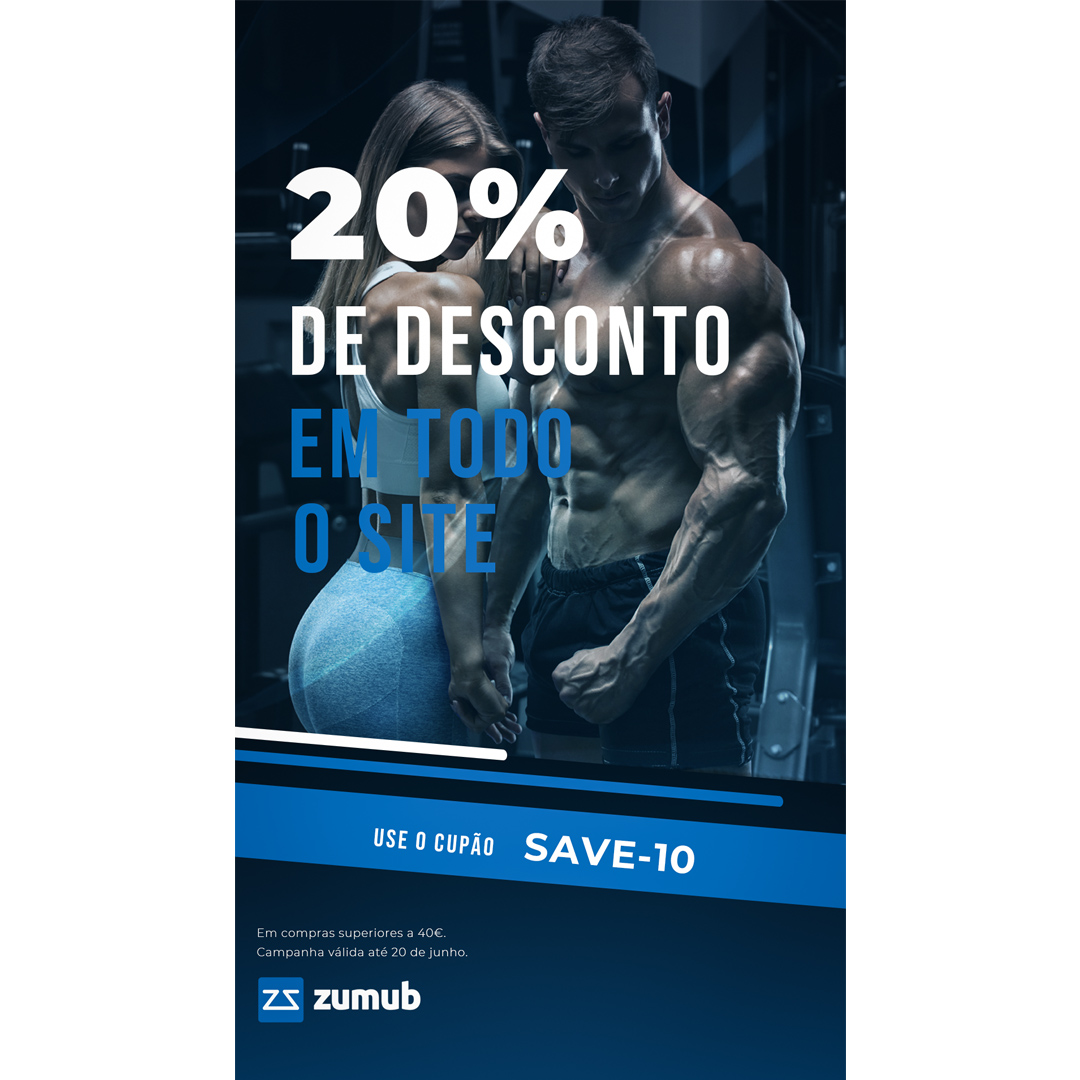 20%
DE DESCONTO
EM TODO
O SITE
USE O CUPÃO SAVE-10
Em compras superiores a 40€.
Campanha válida até 20 de junho.
zumub